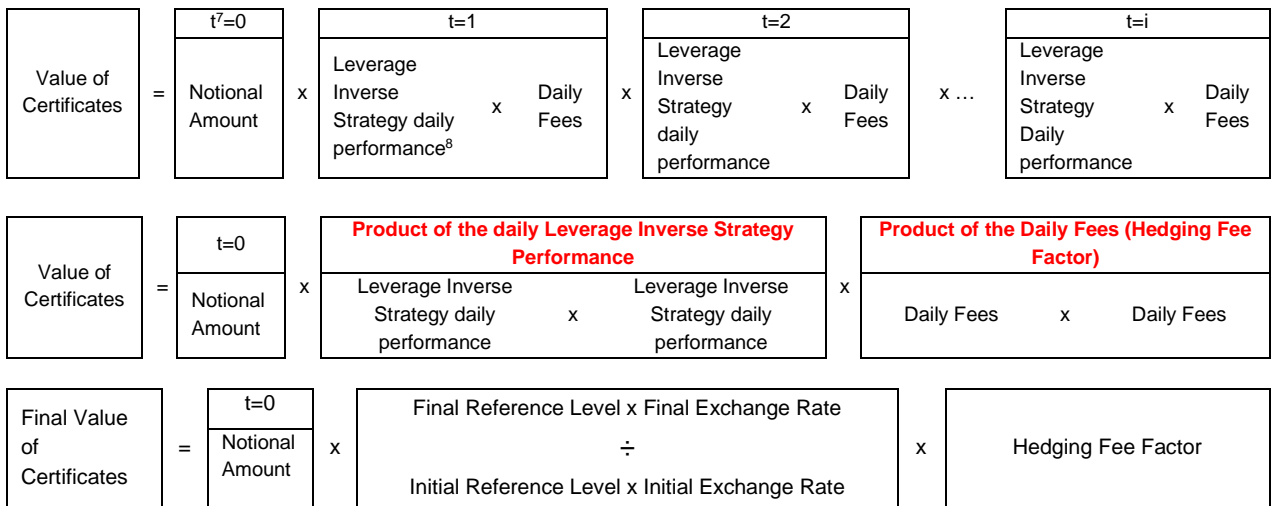 t⁷=0
t=1
t=2
t=i
Value of
Certificates
=
Notional
Amount
x
Leverage
Inverse
Strategy daily
performance⁸
x
Daily
Fees
x
Leverage
Inverse
Strategy
daily
performance
x
Daily
Fees
x …
Leverage
Inverse
Strategy
Daily
performance
x
Daily
Fees
Value of
Certificates
=
t=0
Notional
Amount
x
Product of the daily Leverage Inverse Strategy
Performance
Leverage Inverse
Strategy daily
performance
x
Leverage Inverse
Strategy daily
performance
x
Product of the Daily Fees (Hedging Fee
Factor)
Daily Fees x Daily Fees
Final Value
of
Certificates
=
t=0
Notional
Amount
x
Final Reference Level x Final Exchange Rate
÷
Initial Reference Level x Initial Exchange Rate
x
Hedging Fee Factor